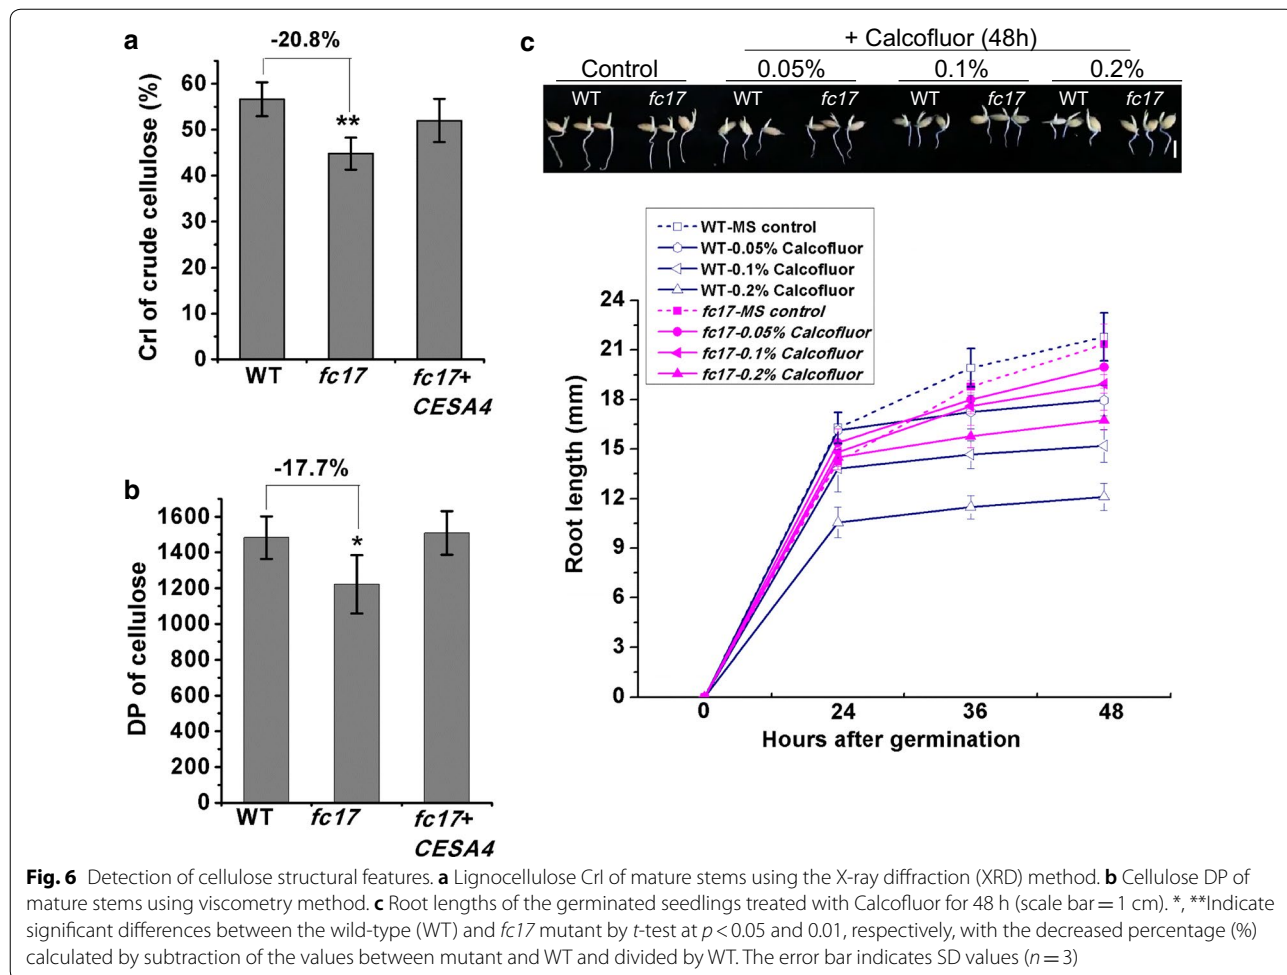 a
-20.8%
CrI of crude cellulose (%)
60
50
40
50
30
20
10
0
**
WT fc17 fc17+
CESA4
b
-17.7%
DP of cellulose
1600
1400
1200
1000
800
600
400
200
0
*
WT fc17 fc17+
CESA4
c
+ Calcofluor (48h)
Control 0.05% 0.1% 0.2%
WT fc17 WT fc17 WT fc17 WT fc17
WT-MS control
WT-0.05% Calcofluor
WT-0.1% Calcofluor
WT-0.2% Calcofluor
fc17-MS control
fc17-0.05% Calcofluor
fc17-0.1% Calcofluor
fc17-0.2% Calcofluor
Root length (mm)
24
21
18
15
12
9
6
3
0
0 24 36 48
Hours after germination
Fig. 6 Detection of cellulose structural features. a Lignocellulose CrI of mature stems using the X-ray diffraction (XRD) method. b Cellulose DP of
mature stems using viscometry method. c Root lengths of the germinated seedlings treated with Calcofluor for 48 h (scale bar = 1 cm). *, **Indicate
significant differences between the wild-type (WT) and fc17 mutant by t-test at p < 0.05 and 0.01, respectively, with the decreased percentage (%)
calculated by subtraction of the values between mutant and WT and divided by WT. The error bar indicates SD values (n = 3)